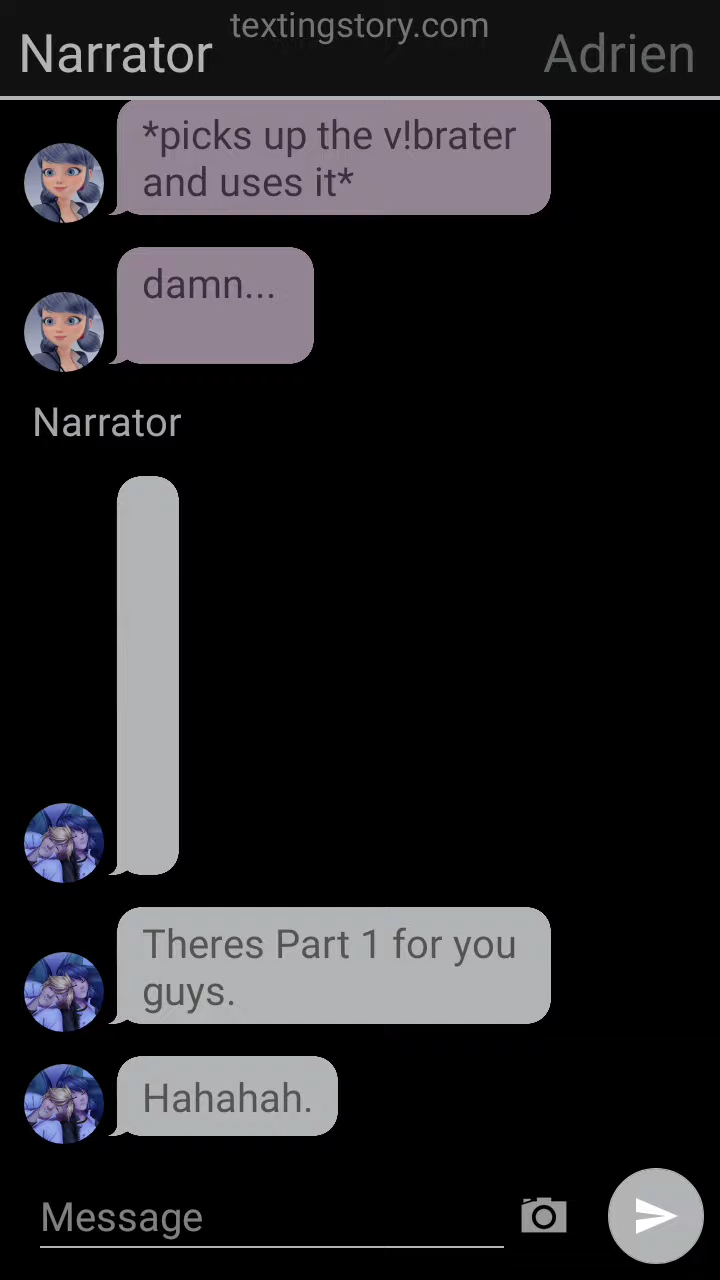 textingstory.com
Narrator
Adrien
*picks up the v!brater
and uses it*
damn...
Narrator
Theres Part 1 for you
guys.
Hahahah.
Message